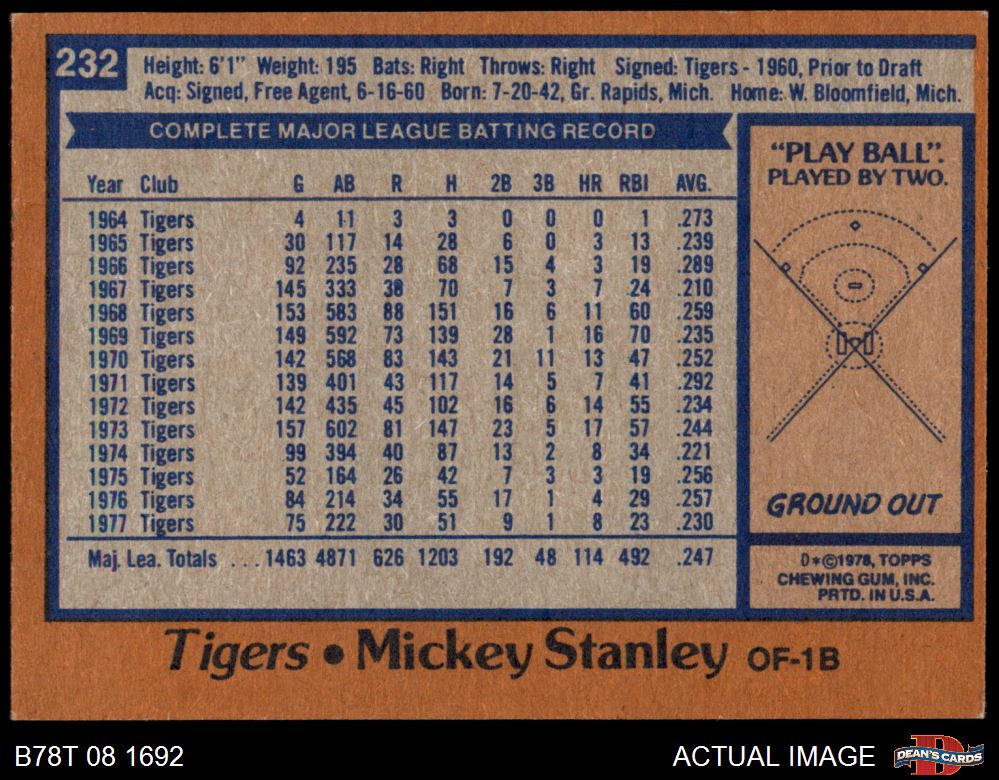 232
Height: 6'1" Weight: 195 Bats: Right Throws: Right Signed: Tigers - 1960, Prior to Draft
Acq: Signed, Free Agent, 6-16-60 Born: 7-20-42, Gr. Rapids, Mich. Home: W. Bloomfield, Mich.
COMPLETE MAJOR LEAGUE BATTING RECORD
Year Club G AB R H 2B 3B HR RBI AVG.
1964 Tigers 4 11 3 3 0 0 0 1 .273
1965 Tigers 30 117 14 28 6 0 3 13 .239
1966 Tigers 92 235 28 68 15 4 3 19 .289
1967 Tigers 145 333 38 70 7 3 7 24 .210
1968 Tigers 153 583 88 151 16 6 11 60 .259
1969 Tigers 149 592 73 139 28 1 16 70 .235
1970 Tigers 142 568 83 143 21 11 13 47 .252
1971 Tigers 139 401 43 117 14 5 7 41 .292
1972 Tigers 142 435 45 102 16 6 14 55 .234
1973 Tigers 157 602 81 147 23 5 17 57 .244
1974 Tigers 99 394 40 87 13 2 8 34 .221
1975 Tigers 52 164 26 42 7 3 3 19 .256
1976 Tigers 84 214 34 55 17 1 4 29 .257
1977 Tigers 75 222 30 51 9 1 8 23 .230
Maj. Lea. Totals ...1463 4871 626 1203 192 48 114 492 .247
"PLAY BALL".
PLAYED BY TWO.
GROUND OUT
D*©1978, TOPPS
CHEWING GUM, INC.
PRTD. IN U.S.A.
Tigers • Mickey Stanley OF-1B
B78T 08 1692
ACTUAL IMAGE
DEAN'S CARDS